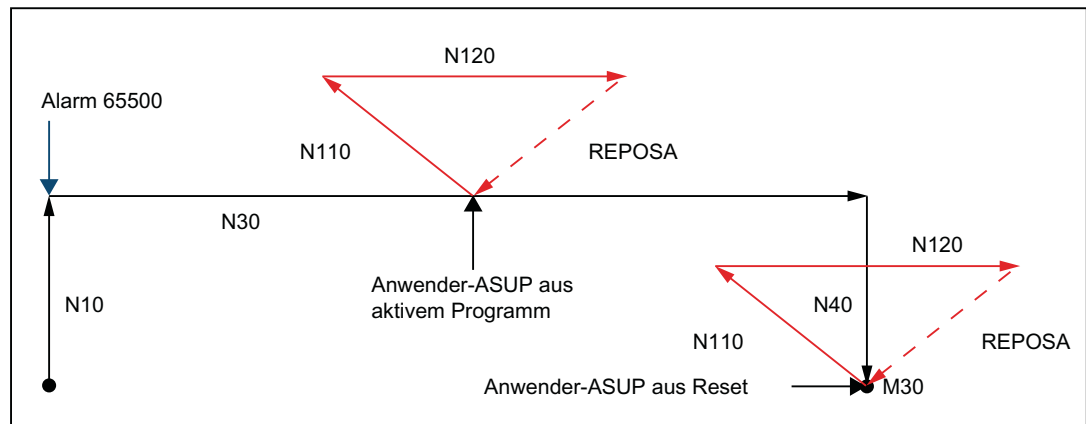 N120
Alarm 65500
N110
REPOSA
N30
Anwender-ASUP aus
aktivem Programm
N120
N10
N40
N110
REPOSA
Anwender-ASUP aus Reset
M30